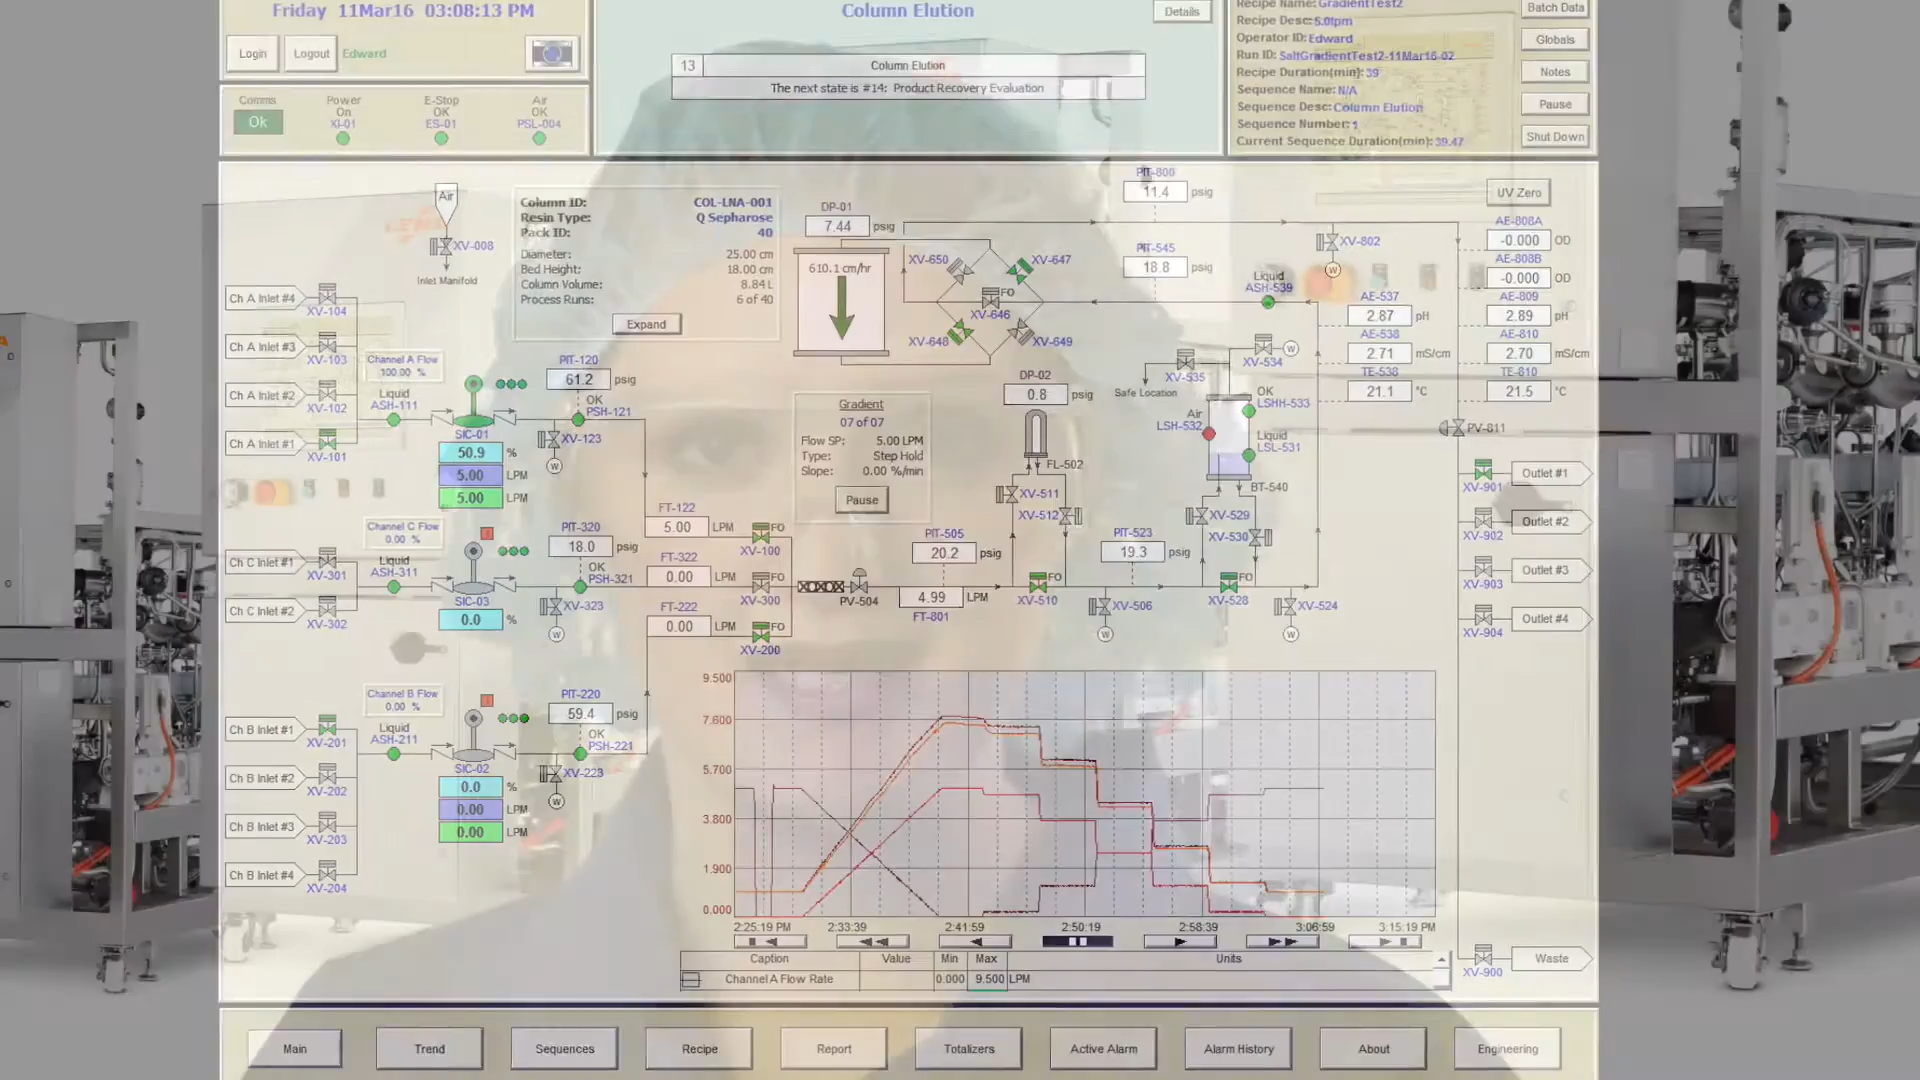 Friday 11Mar16 03:08:13 PM
Login Logout Edward
Comms Ok
Power On XI-01
E-Stop OK ES-01
Air OK PSL-004
Column Elution
Details
13 Column Elution
The next state is #14: Product Recovery Evaluation
Recipe Name: GradientTest2
Recipe Desc: 5.0lpm
Operator ID: Edward
Run ID: SaltGradientTest2-11Mar16-02
Recipe Duration(min): 39
Sequence Name: N/A
Sequence Desc: Column Elution
Sequence Number: 1
Current Sequence Duration(min): 39.47
Batch Data
Globals
Notes
Pause
Shut Down
Air
XV-008
Inlet Manifold
Column ID: COL-LNA-001
Resin Type: Q Sepharose
Pack ID: 40
Diameter: 25.00 cm
Bed Height: 18.00 cm
Column Volume: 8.84 L
Process Runs: 6 of 40
Expand
DP-01
7.44 psig
610.1 cm/hr
XV-650
XV-647
FO
XV-646
XV-648
XV-649
PIT-800
11.4 psig
PIT-545
18.8 psig
XV-802
W
Liquid
ASH-539
UV Zero
AE-808A
-0.000 OD
AE-808B
-0.000 OD
AE-537
2.87 pH
AE-809
2.89 pH
AE-538
2.71 mS/cm
AE-810
2.70 mS/cm
TE-538
21.1 °C
TE-810
21.5 °C
PV-811
Ch A Inlet #4
XV-104
Ch A Inlet #3
XV-103
Ch A Inlet #2
XV-102
Ch A Inlet #1
XV-101
Channel A Flow
100.00 %
Liquid
ASH-111
SIC-01
50.9 %
5.00 LPM
5.00 LPM
PIT-120
61.2 psig
OK
PSH-121
XV-123
W
Gradient
07 of 07
Flow SP: 5.00 LPM
Type: Step Hold
Slope: 0.00 %/min
Pause
DP-02
0.8 psig
FL-502
XV-511
XV-512
XV-535
Safe Location
XV-534
W
OK
LSHH-533
Air
LSH-532
Liquid
LSL-531
BT-540
XV-529
XV-530
Channel C Flow
0.00 %
Ch C Inlet #1
XV-301
Ch C Inlet #2
XV-302
Liquid
ASH-311
SIC-03
0.0 %
PIT-320
18.0 psig
OK
PSH-321
XV-323
W
FT-122
5.00 LPM
FO
XV-100
FT-322
0.00 LPM
FO
XV-300
FT-222
0.00 LPM
FO
XV-200
PV-504
PIT-505
20.2 psig
4.99 LPM
FT-801
FO
XV-510
PIT-523
19.3 psig
XV-506
W
FO
XV-528
XV-524
W
Outlet #1
XV-901
Outlet #2
XV-902
Outlet #3
XV-903
Outlet #4
XV-904
Waste
XV-900
Channel B Flow
0.00 %
Ch B Inlet #1
XV-201
Ch B Inlet #2
XV-202
Ch B Inlet #3
XV-203
Ch B Inlet #4
XV-204
Liquid
ASH-211
SIC-02
0.0 %
0.00 LPM
0.00 LPM
PIT-220
59.4 psig
OK
PSH-221
XV-223
W
9.500
7.600
5.700
3.800
1.900
0.000
2:25:19 PM 2:33:39 2:41:59 2:50:19 2:58:39 3:06:59 3:15:19 PM
Caption Value Min Max Units
Channel A Flow Rate 0.000 9.500 LPM
Main Trend Sequences Recipe Report Totalizers Active Alarm Alarm History About Engineering